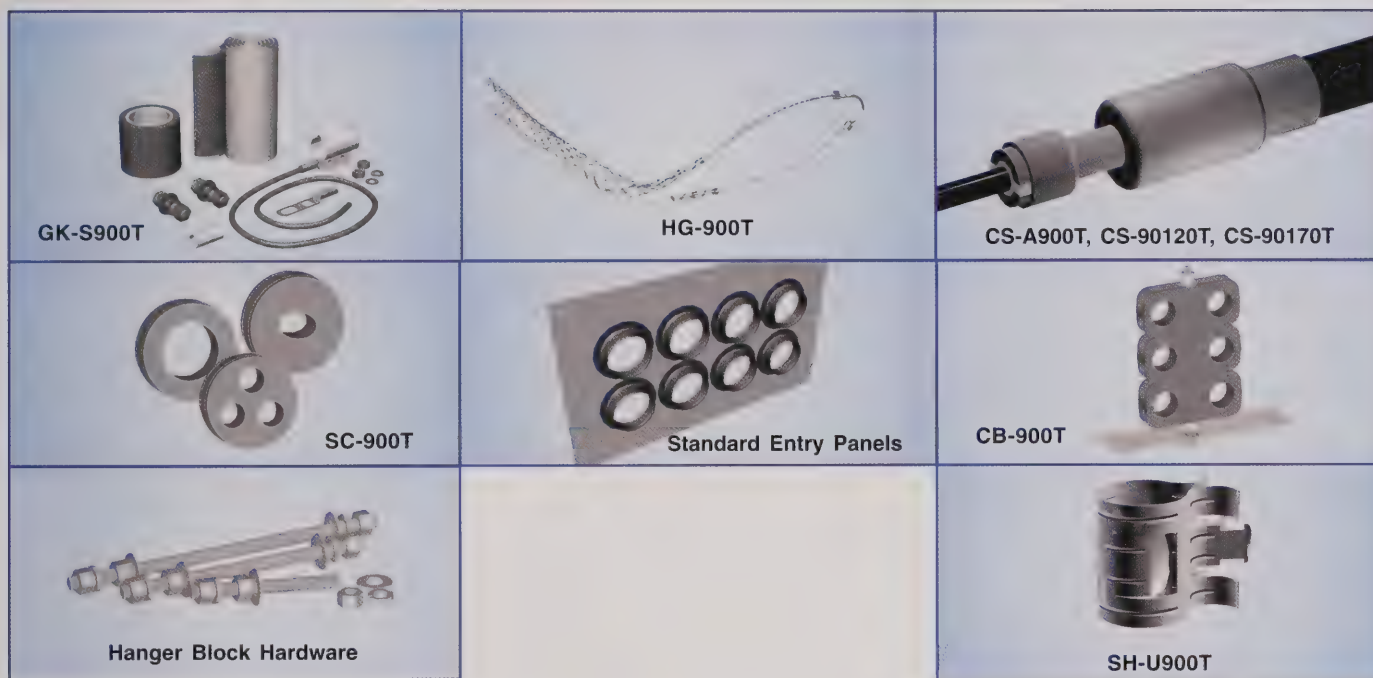 GK-S900T
HG-900T
CS-A900T, CS-90120T, CS-90170T
SC-900T
Standard Entry Panels
CB-900T
Hanger Block Hardware
SH-U900T